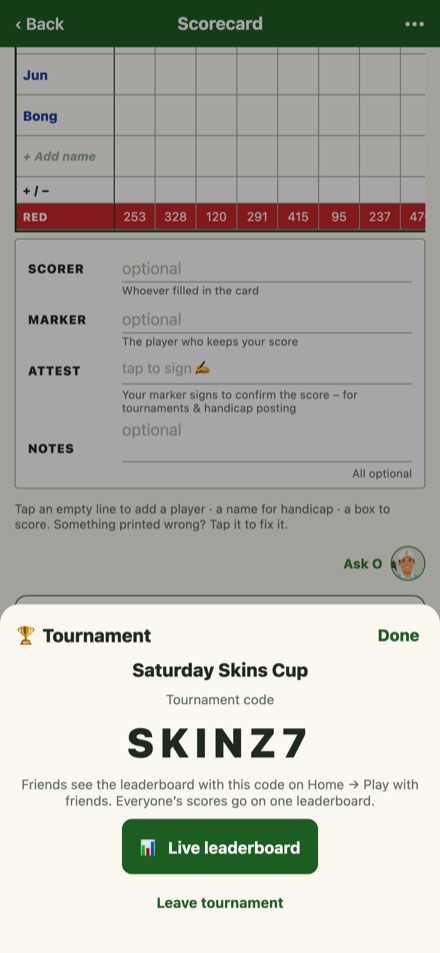 ‹ Back
Scorecard
•••
Jun
Bong
+ Add name
+ / –
RED 253 328 120 291 415 95 237 47
SCORER optional
Whoever filled in the card
MARKER optional
The player who keeps your score
ATTEST tap to sign ✍️
Your marker signs to confirm the score – for
tournaments & handicap posting
NOTES optional
All optional
Tap an empty line to add a player · a name for handicap · a box to
score. Something printed wrong? Tap it to fix it.
Ask O
🏆 Tournament
Done
Saturday Skins Cup
Tournament code
SKINZ7
Friends see the leaderboard with this code on Home → Play with
friends. Everyone’s scores go on one leaderboard.
📊 Live leaderboard
Leave tournament